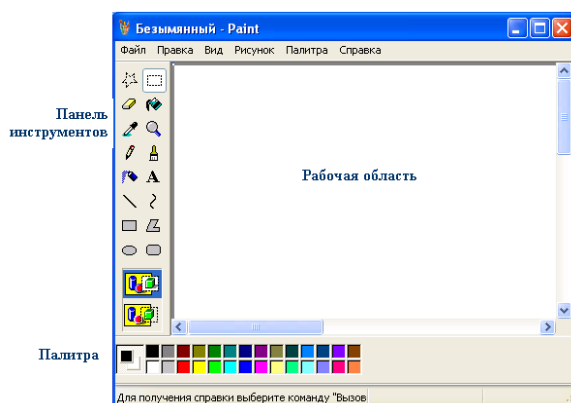 Безымянный - Paint
Файл Правка Вид Рисунок Палитра Справка
Панель
инструментов
A
Рабочая область
Палитра
Для получения справки выберите команду "Вызов